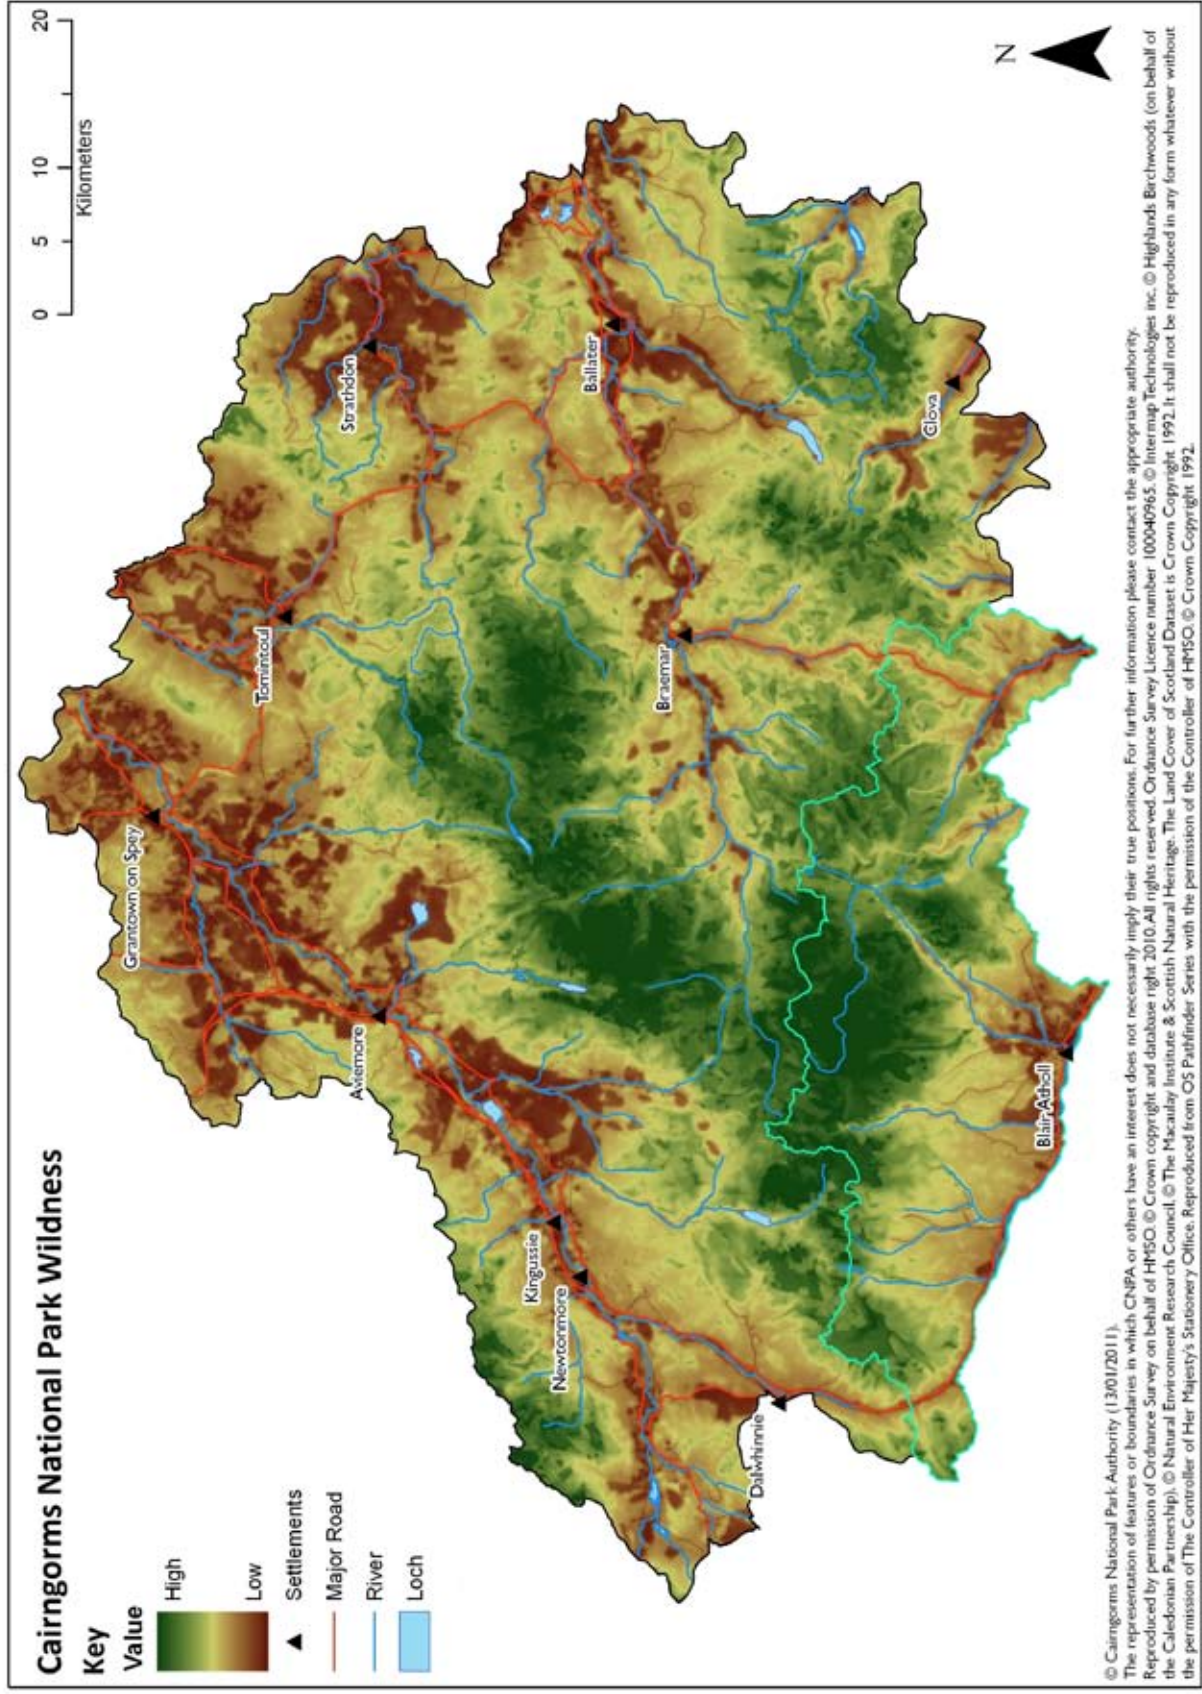 Cairngorms National Park Wildness
Key
Value
High
Low
Settlements
Major Road
River
Loch
0 5 10 20
Kilometers
N
Grantown on Spey
Tomintoul
Strathdon
Aviemore
Kingussie
Newtonmore
Dalwhinnie
Braemar
Ballater
Clova
Blair Atholl
© Cairngorms National Park Authority (13/01/2011).
The representation of features or boundaries in which CNPA or others have an interest does not necessarily imply their true positions. For further information please contact the appropriate authority.
Reproduced by permission of Ordnance Survey on behalf of HMSO. © Crown copyright and database right 2010. All rights reserved. Ordnance Survey Licence number 100040965. © Intermap Technologies inc. © Highlands Birchwoods (on behalf of
the Caledonian Partnership). © Natural Environment Research Council. © The Macaulay Institute & Scottish Natural Heritage. The Land Cover of Scotland Dataset is Crown Copyright 1992. It shall not be reproduced in any form whatever without
the permission of The Controller of Her Majesty's Stationery Office. Reproduced from OS Pathfinder Series with the permission of the Controller of HMSO. © Crown Copyright 1992.